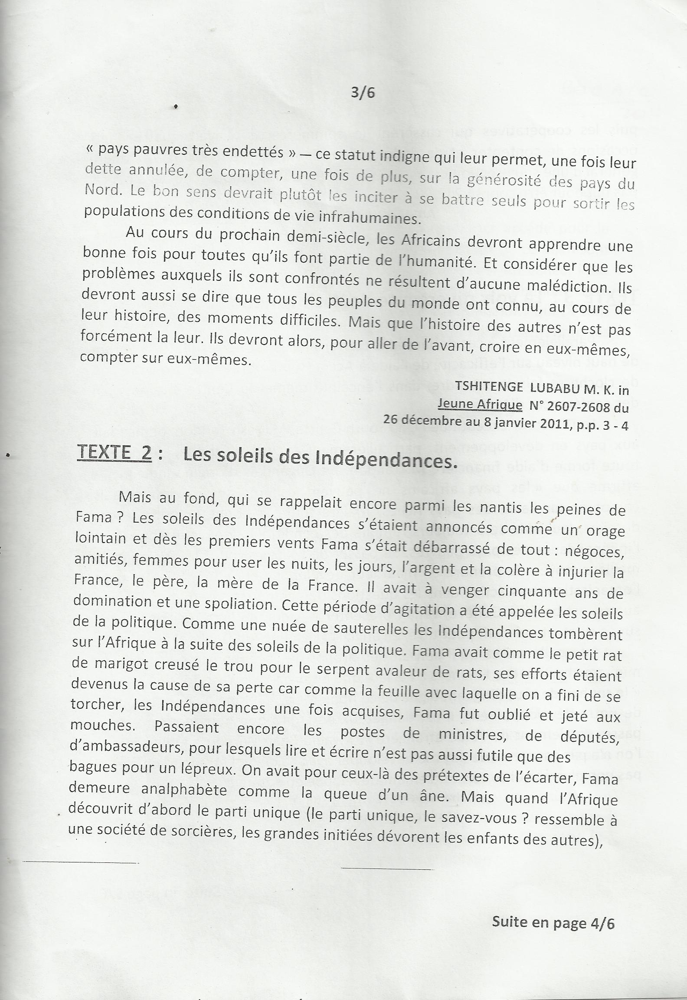 3/6
« pays pauvres très endettés » — ce statut indigne qui leur permet, une fois leur
dette annulée, de compter, une fois de plus, sur la générosité des pays du
Nord. Le bon sens devrait plutôt les inciter à se battre seuls pour sortir les
populations des conditions de vie infrahumaines.
Au cours du prochain demi-siècle, les Africains devront apprendre une
bonne fois pour toutes qu'ils font partie de l'humanité. Et considérer que les
problèmes auxquels ils sont confrontés ne résultent d'aucune malédiction. Ils
devront aussi se dire que tous les peuples du monde ont connu, au cours de
leur histoire, des moments difficiles. Mais que l'histoire des autres n'est pas
forcément la leur. Ils devront alors, pour aller de l'avant, croire en eux-mêmes,
compter sur eux-mêmes.
TSHITENGE LUBABU M. K. in
Jeune Afrique N° 2607-2608 du
26 décembre au 8 janvier 2011, p.p. 3 - 4
TEXTE 2 : Les soleils des Indépendances.
Mais au fond, qui se rappelait encore parmi les nantis les peines de
Fama ? Les soleils des Indépendances s'étaient annoncés comme un orage
lointain et dès les premiers vents Fama s'était débarrassé de tout : négoces,
amitiés, femmes pour user les nuits, les jours, l'argent et la colère à injurier la
France, le père, la mère de la France. Il avait à venger cinquante ans de
domination et une spoliation. Cette période d'agitation a été appelée les soleils
de la politique. Comme une nuée de sauterelles les Indépendances tombèrent
sur l'Afrique à la suite des soleils de la politique. Fama avait comme le petit rat
de marigot creusé le trou pour le serpent avaleur de rats, ses efforts étaient
devenus la cause de sa perte car comme la feuille avec laquelle on a fini de se
torcher, les Indépendances une fois acquises, Fama fut oublié et jeté aux
mouches. Passaient encore les postes de ministres, de députés,
d'ambassadeurs, pour lesquels lire et écrire n'est pas aussi futile que des
bagues pour un lépreux. On avait pour ceux-là des prétextes de l'écarter, Fama
demeure analphabète comme la queue d'un âne. Mais quand l'Afrique
découvrit d'abord le parti unique (le parti unique, le savez-vous ? ressemble à
une société de sorcières, les grandes initiées dévorent les enfants des autres),
Suite en page 4/6